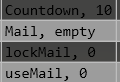 Countdown, 10
Mail, empty
lockMail, 0
useMail, 0